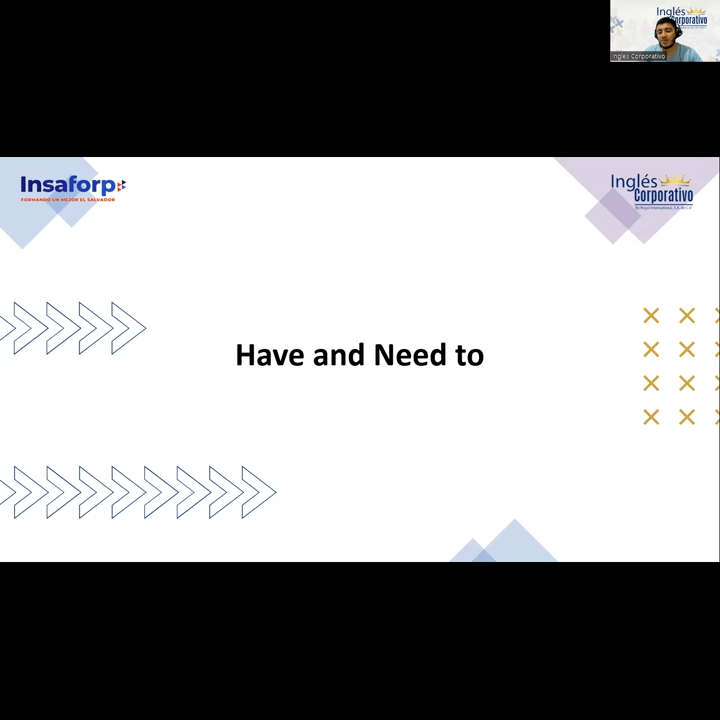 Inglés
Corporativo
Inglés Corporativo
Insaforp
FORMANDO UN MEJOR EL SALVADOR
Inglés
Corporativo
Have and Need to